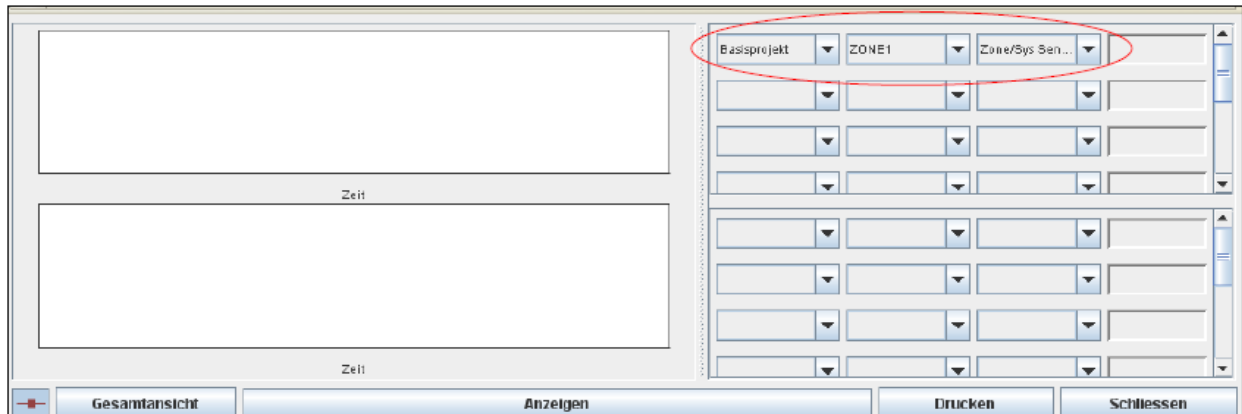 Basisprojekt ZONE1 Zone/Sys Sen...
Zeit
Zeit
Gesamtansicht Anzeigen Drucken Schliessen